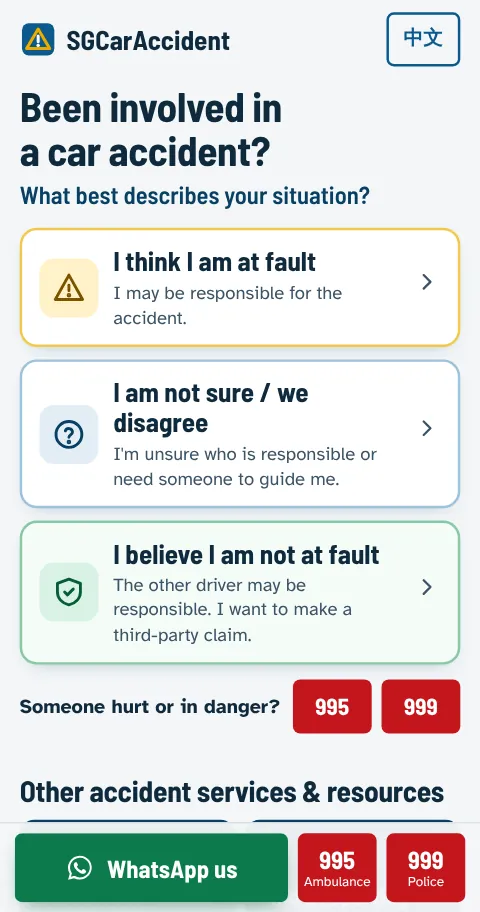 SGCarAccident
中文
Been involved in
a car accident?
What best describes your situation?
I think I am at fault
I may be responsible for the
accident.
I am not sure / we
disagree
I'm unsure who is responsible or
need someone to guide me.
I believe I am not at fault
The other driver may be
responsible. I want to make a
third-party claim.
Someone hurt or in danger?
995
999
Other accident services & resources
WhatsApp us
995
Ambulance
999
Police